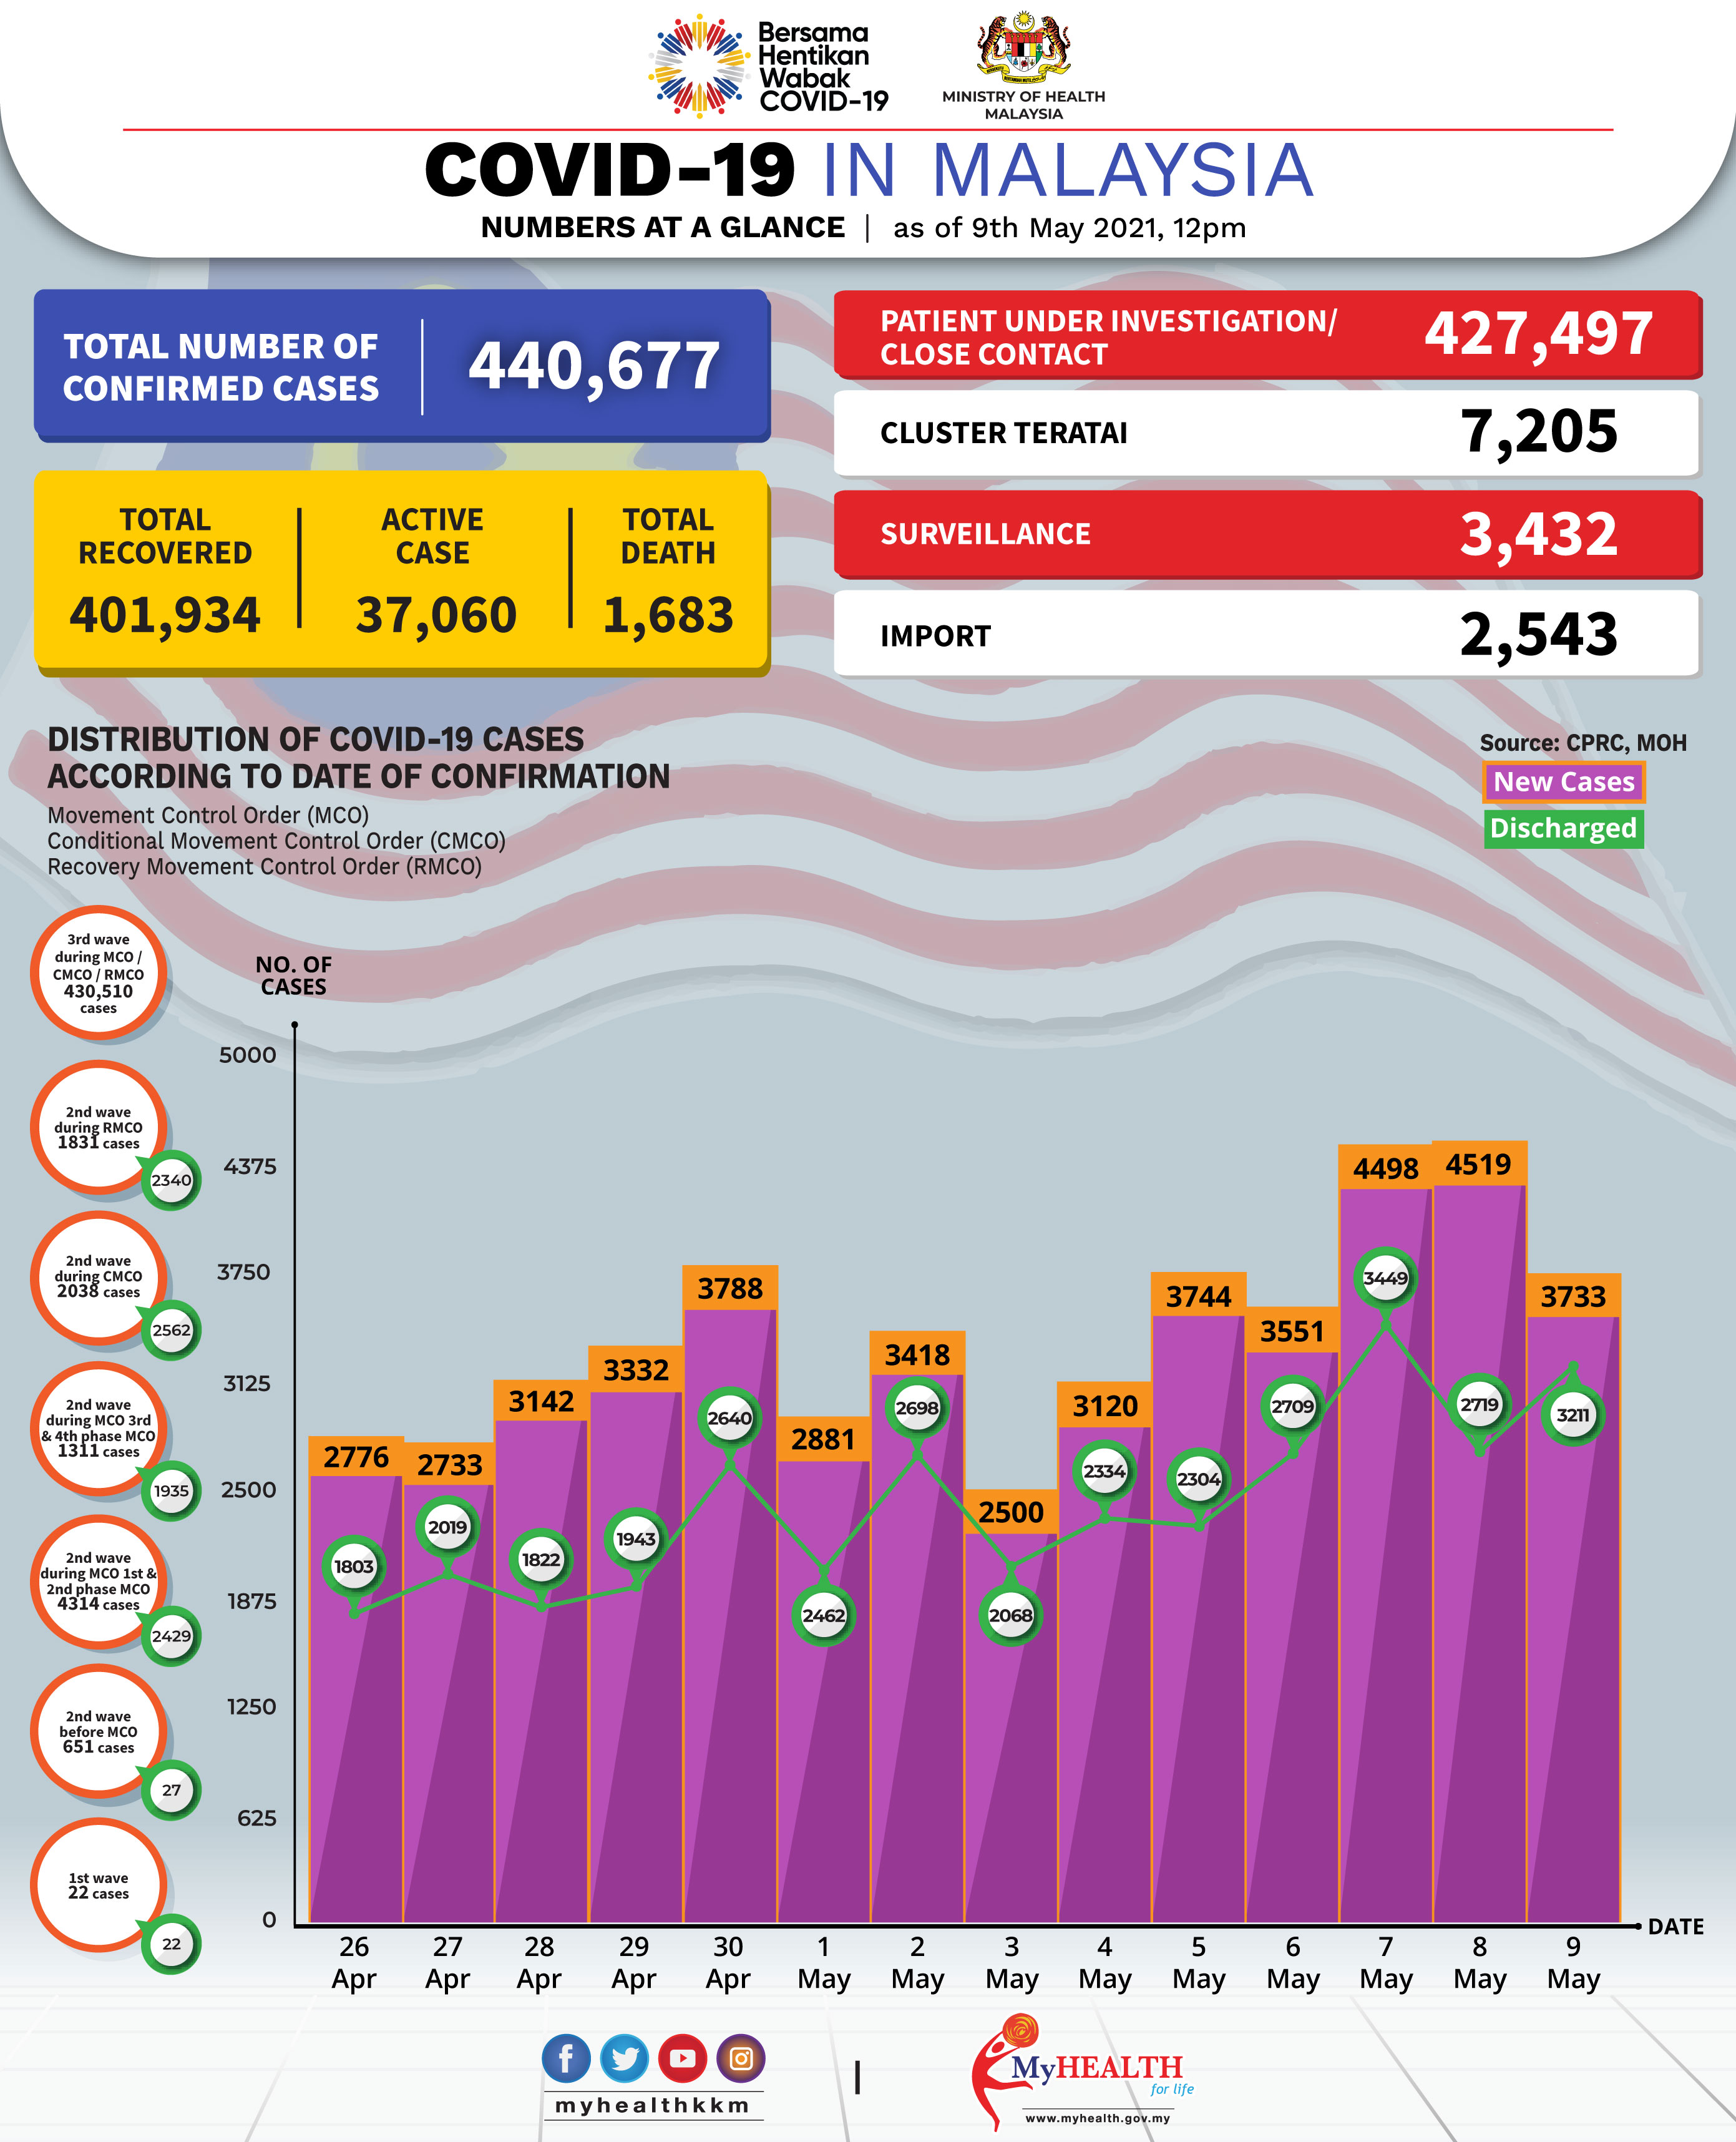 Bersama
Hentikan
Wabak
COVID-19
MINISTRY OF HEALTH
MALAYSIA
COVID-19 IN MALAYSIA
NUMBERS AT A GLANCE | as of 9th May 2021, 12pm
TOTAL NUMBER OF
CONFIRMED CASES
440,677
TOTAL
RECOVERED
401,934
ACTIVE
CASE
37,060
TOTAL
DEATH
1,683
PATIENT UNDER INVESTIGATION/
CLOSE CONTACT
427,497
CLUSTER TERATAI
7,205
SURVEILLANCE
3,432
IMPORT
2,543
DISTRIBUTION OF COVID-19 CASES
ACCORDING TO DATE OF CONFIRMATION
Movement Control Order (MCO)
Conditional Movement Control Order (CMCO)
Recovery Movement Control Order (RMCO)
Source: CPRC, MOH
New Cases
Discharged
3rd wave
during MCO /
CMCO / RMCO
430,510
cases
2nd wave
during RMCO
1831 cases
2340
2nd wave
during CMCO
2038 cases
2562
2nd wave
during MCO 3rd
& 4th phase MCO
1311 cases
1935
2nd wave
during MCO 1st &
2nd phase MCO
4314 cases
2429
2nd wave
before MCO
651 cases
27
1st wave
22 cases
22
NO. OF
CASES
5000
4375
3750
3125
2500
1875
1250
625
0
2776
2733
3142
3332
3788
2881
3418
2500
3120
3744
3551
4498
4519
3733
1803
2019
1822
1943
2640
2462
2698
2068
2334
2304
2709
3449
2719
3211
26
Apr
27
Apr
28
Apr
29
Apr
30
Apr
1
May
2
May
3
May
4
May
5
May
6
May
7
May
8
May
9
May
DATE
myhealthkkm
MyHEALTH
for life
www.myhealth.gov.my